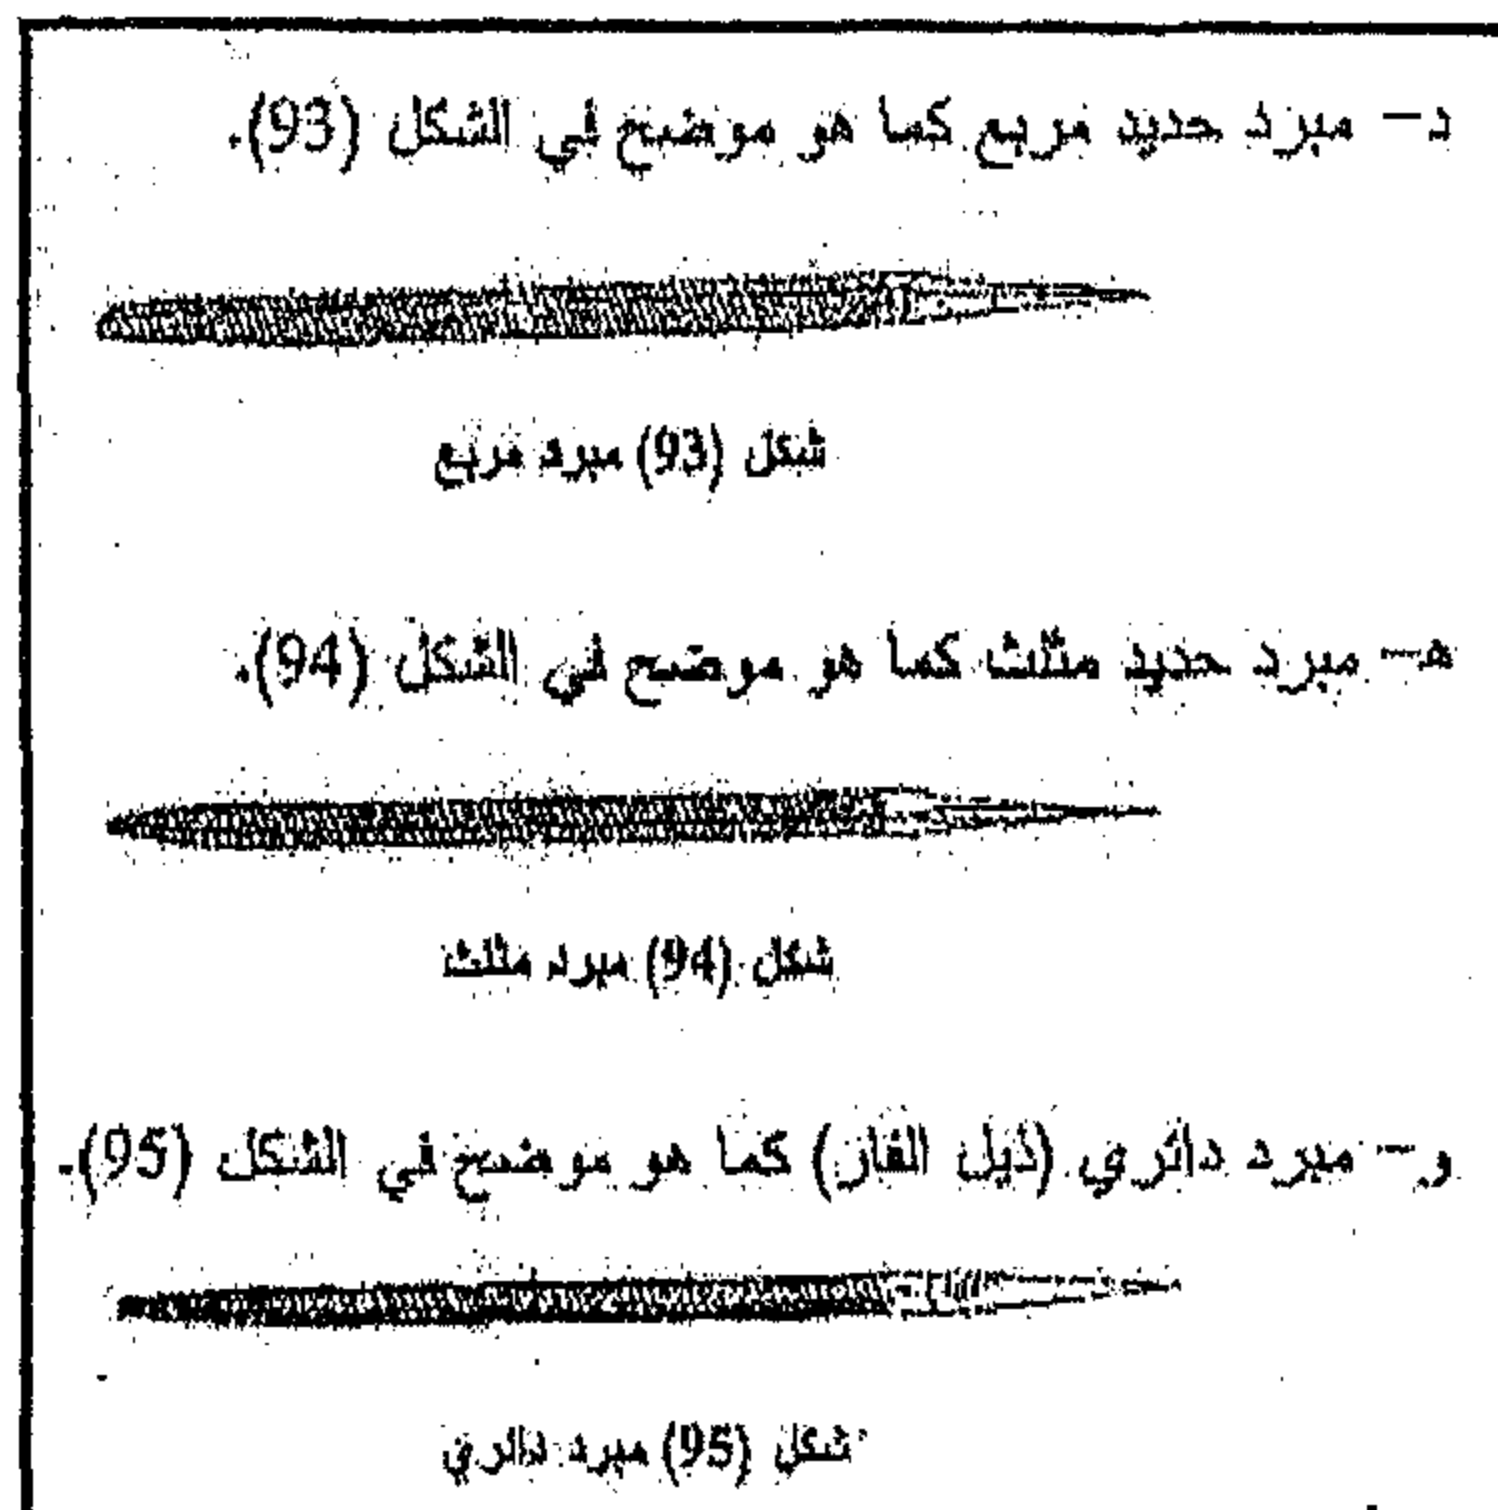 د- مبرد حديد مربع كما هو موضح في الشكل (93).
شكل (93) مبرد مربع
هـ- مبرد حديد مثلث كما هو موضح في الشكل (94).
شكل (94) مبرد مثلث
و- مبرد دائري (ذيل الفار) كما هو موضح في الشكل (95).
شكل (95) مبرد دائري